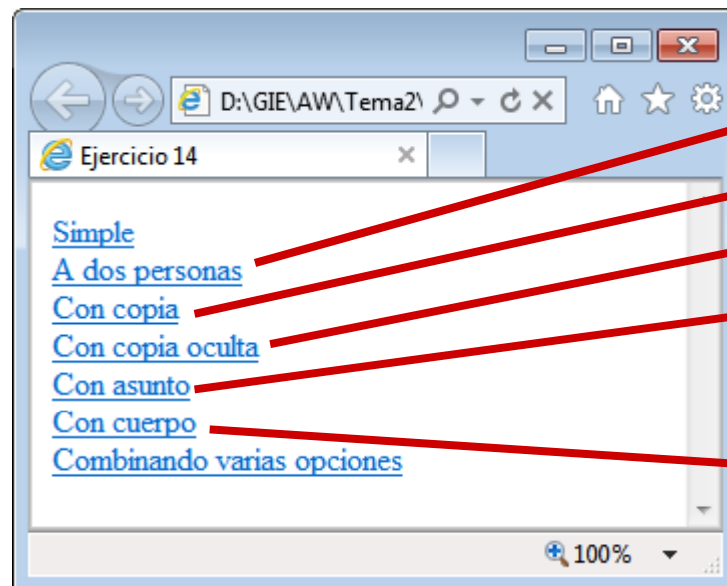 D:\GIE\AW\Tema2\
Ejercicio 14
Simple
A dos personas
Con copia
Con copia oculta
Con asunto
Con cuerpo
Combinando varias opciones
100%